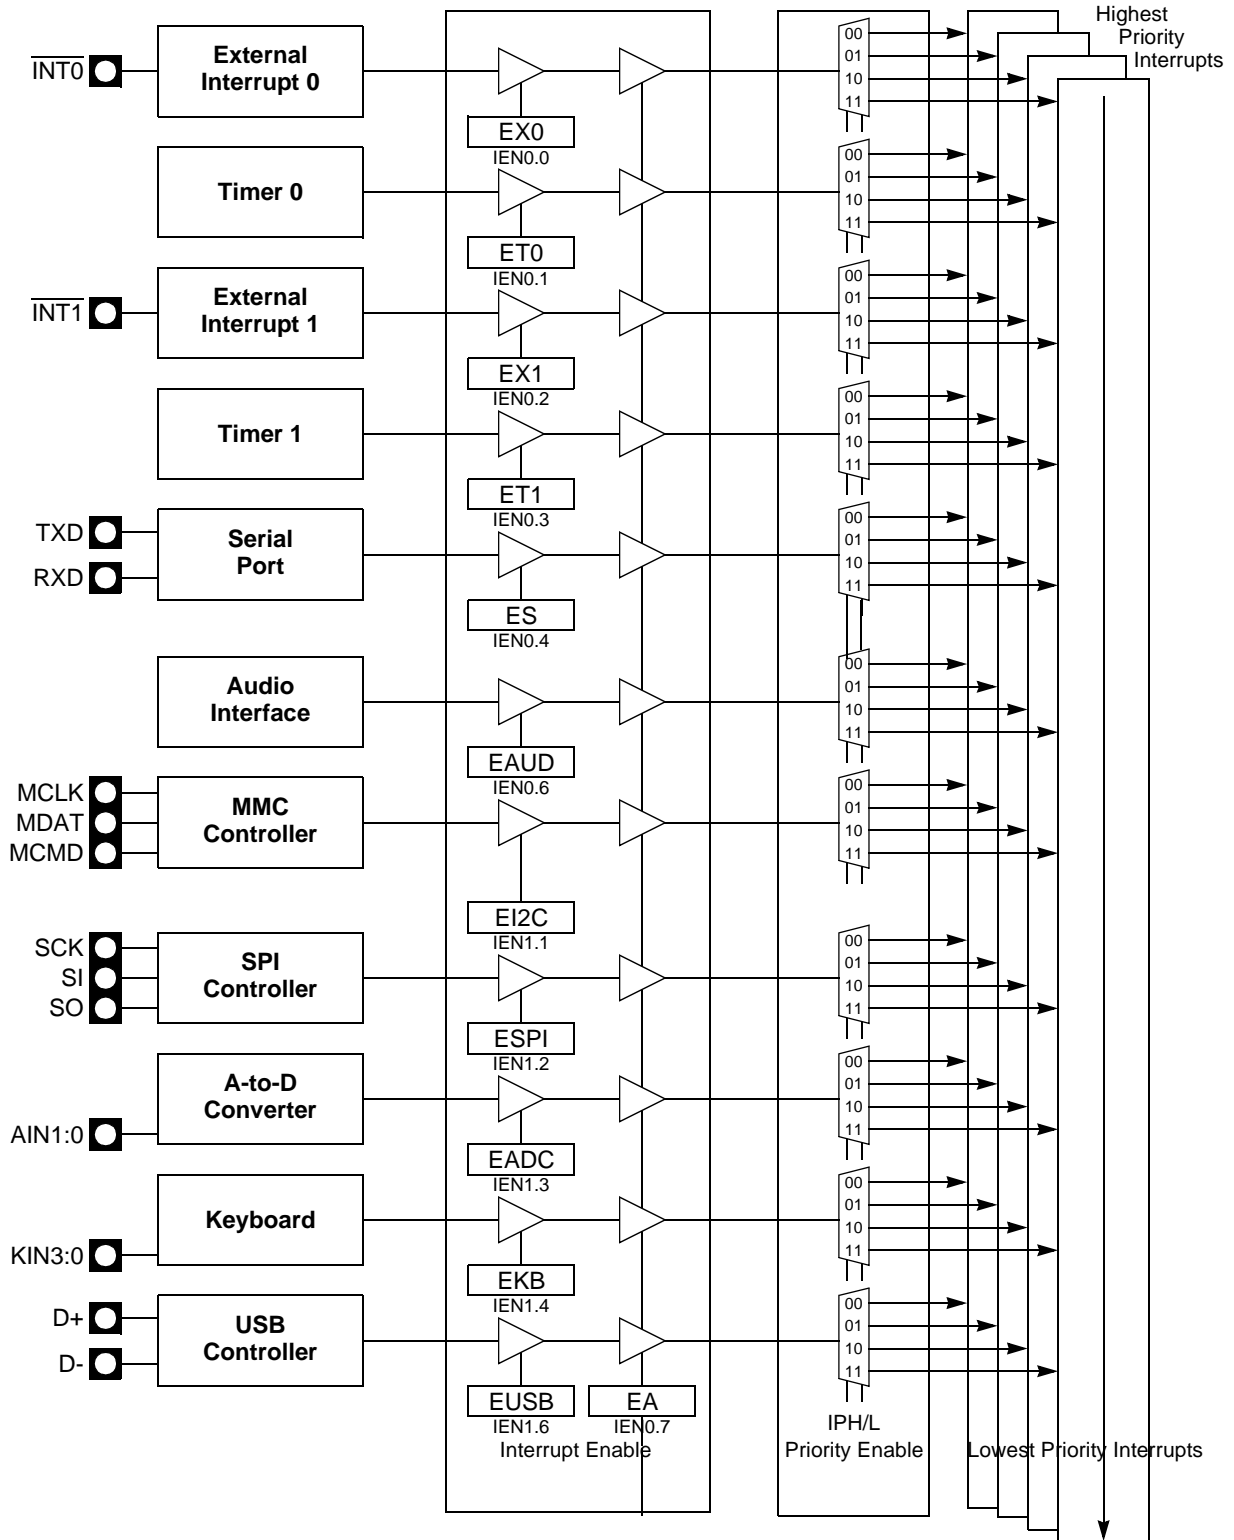 Highest
Priority
Interrupts
INT0
External
Interrupt 0
EX0
IEN0.0
00
01
10
11
Timer 0
ET0
IEN0.1
00
01
10
11
INT1
External
Interrupt 1
EX1
IEN0.2
00
01
10
11
Timer 1
ET1
IEN0.3
00
01
10
11
TXD
RXD
Serial
Port
ES
IEN0.4
00
01
10
11
Audio
Interface
EAUD
IEN0.6
00
01
10
11
MCLK
MDAT
MCMD
MMC
Controller
EI2C
IEN1.1
00
01
10
11
SCK
SI
SO
SPI
Controller
ESPI
IEN1.2
00
01
10
11
AIN1:0
A-to-D
Converter
EADC
IEN1.3
00
01
10
11
KIN3:0
Keyboard
EKB
IEN1.4
00
01
10
11
D+
D-
USB
Controller
EUSB
IEN1.6
EA
IEN0.7
00
01
10
11
Interrupt Enable
IPH/L
Priority Enable
Lowest Priority Interrupts